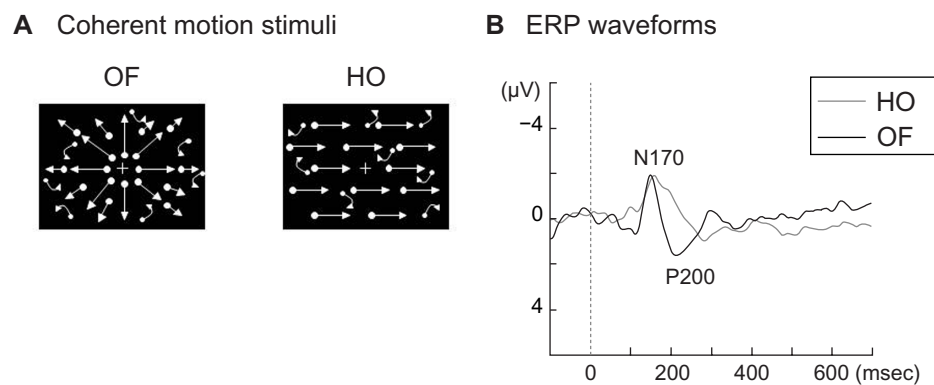 A Coherent motion stimuli
OF
HO
B ERP waveforms
(μV)
−4
0
4
HO
OF
N170
P200
0
200
400
600 (msec)